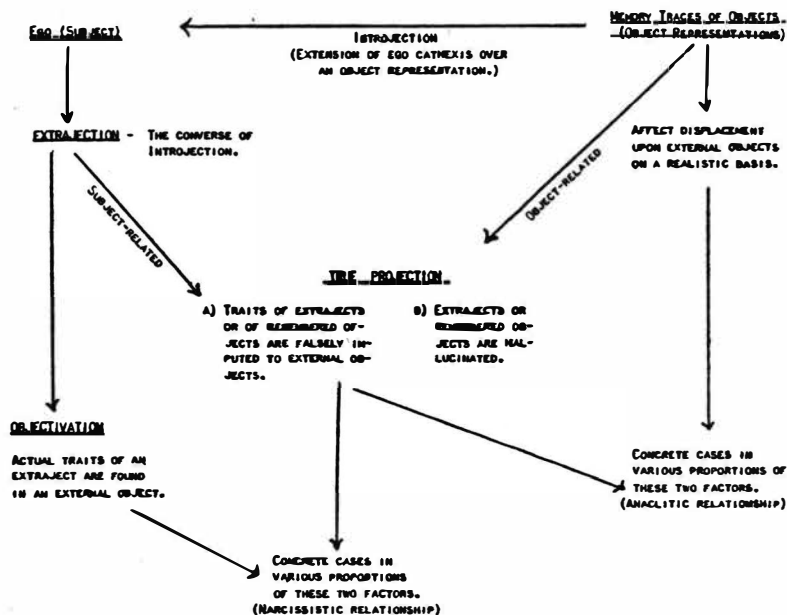 EGO (SUBJECT)
INTROJECTION
(EXTENSION OF EGO CATHEXIS OVER
AN OBJECT REPRESENTATION.)
MEMORY TRACES OF OBJECTS
(OBJECT REPRESENTATIONS)
EXTRAJECTION - THE CONVERSE OF
INTROJECTION.
AFFECT DISPLACEMENT
UPON EXTERNAL OBJECTS
ON A REALISTIC BASIS.
SUBJECT-RELATED
OBJECT-RELATED
TRUE PROJECTION
A) TRAITS OF EXTRAJECTS
OR OF REMEMBERED OB-
JECTS ARE FALSELY IM-
PUTED TO EXTERNAL OB-
JECTS.
B) EXTRAJECTS OR
REMEMBERED OB-
JECTS ARE HAL-
LUCINATED.
OBJECTIVATION
ACTUAL TRAITS OF AN
EXTRAJECT ARE FOUND
IN AN EXTERNAL OBJECT.
CONCRETE CASES IN
VARIOUS PROPORTIONS OF
THESE TWO FACTORS.
(ANACLITIC RELATIONSHIP)
CONCRETE CASES IN
VARIOUS PROPORTIONS
OF THESE TWO FACTORS.
(NARCISSISTIC RELATIONSHIP)